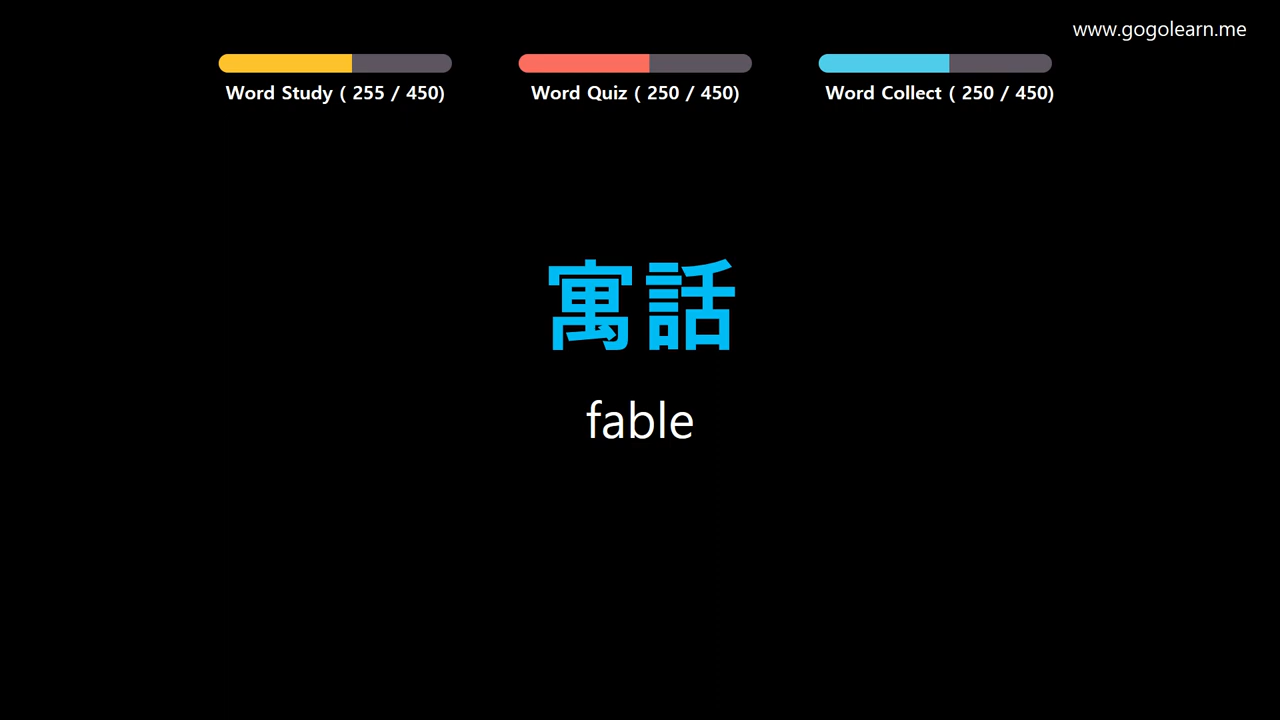 www.gogolearn.me
Word Study ( 255 / 450)
Word Quiz ( 250 / 450)
Word Collect ( 250 / 450)
寓話
fable